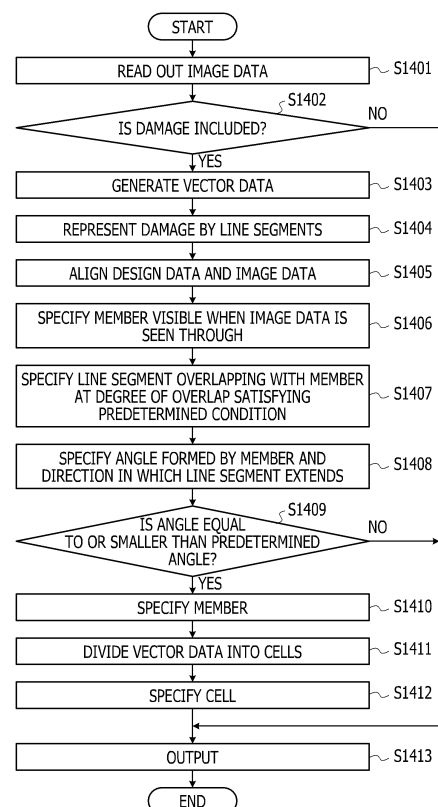 START
READ OUT IMAGE DATA
S1401
S1402
IS DAMAGE INCLUDED?
NO
YES
GENERATE VECTOR DATA
S1403
REPRESENT DAMAGE BY LINE SEGMENTS
S1404
ALIGN DESIGN DATA AND IMAGE DATA
S1405
SPECIFY MEMBER VISIBLE WHEN IMAGE DATA IS
SEEN THROUGH
S1406
SPECIFY LINE SEGMENT OVERLAPPING WITH MEMBER
AT DEGREE OF OVERLAP SATISFYING
PREDETERMINED CONDITION
S1407
SPECIFY ANGLE FORMED BY MEMBER AND
DIRECTION IN WHICH LINE SEGMENT EXTENDS
S1408
S1409
IS ANGLE EQUAL
TO OR SMALLER THAN PREDETERMINED
ANGLE?
NO
YES
SPECIFY MEMBER
S1410
DIVIDE VECTOR DATA INTO CELLS
S1411
SPECIFY CELL
S1412
OUTPUT
S1413
END